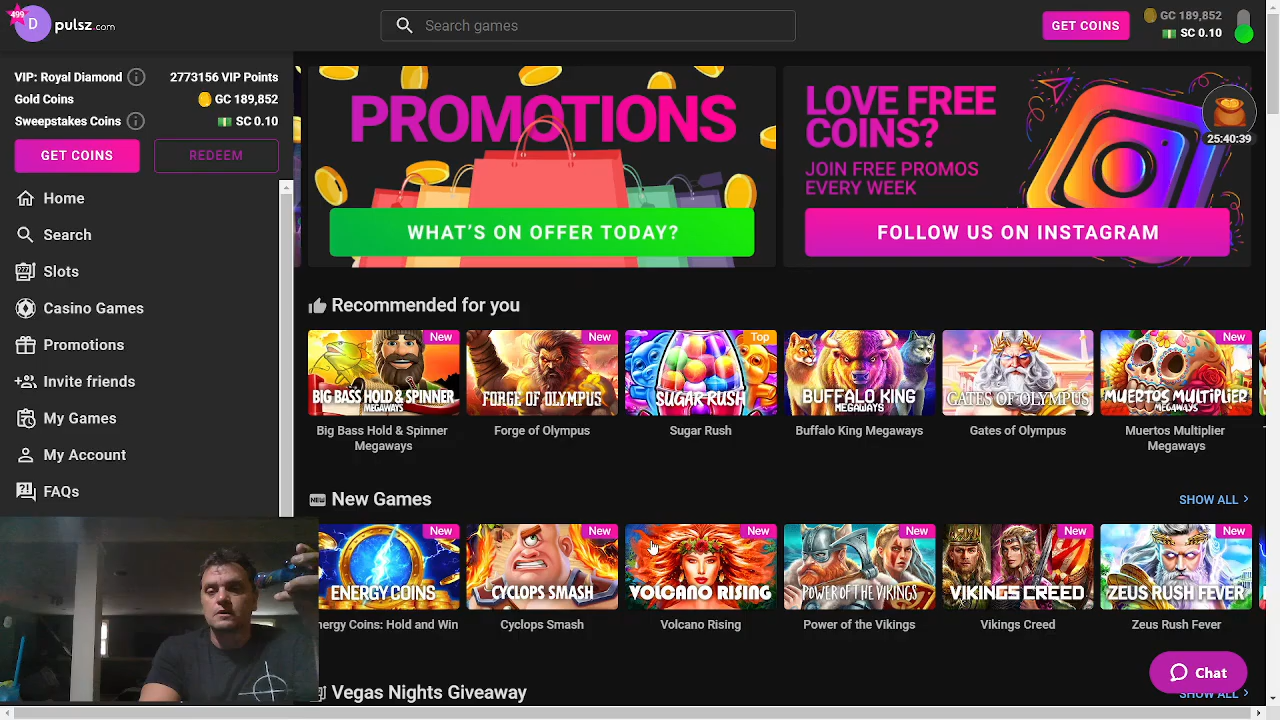 499
D
pulsz.com
Search games
GET COINS
GC 189,852
SC 0.10
VIP: Royal Diamond
2773156 VIP Points
Gold Coins
GC 189,852
Sweepstakes Coins
SC 0.10
GET COINS
REDEEM
Home
Search
Slots
Casino Games
Promotions
Invite friends
My Games
My Account
FAQs
PROMOTIONS
WHAT'S ON OFFER TODAY?
LOVE FREE
COINS?
JOIN FREE PROMOS
EVERY WEEK
FOLLOW US ON INSTAGRAM
25:40:39
Recommended for you
New
BIG BASS HOLD & SPINNER
MEGAWAYS
New
FORGE OF OLYMPUS
Top
SUGAR RUSH
BUFFALO KING
MEGAWAYS
GATES OF OLYMPUS
New
MUERTOS MULTIPLIER
MEGAWAYS
Big Bass Hold & Spinner
Megaways
Forge of Olympus
Sugar Rush
Buffalo King Megaways
Gates of Olympus
Muertos Multiplier
Megaways
NEW
New Games
SHOW ALL
New
ENERGY COINS
New
CYCLOPS SMASH
New
VOLCANO RISING
New
POWER OF THE VIKINGS
New
VIKINGS CREED
New
ZEUS RUSH FEVER
nergy Coins: Hold and Win
Cyclops Smash
Volcano Rising
Power of the Vikings
Vikings Creed
Zeus Rush Fever
Vegas Nights Giveaway
SHOW ALL
Chat